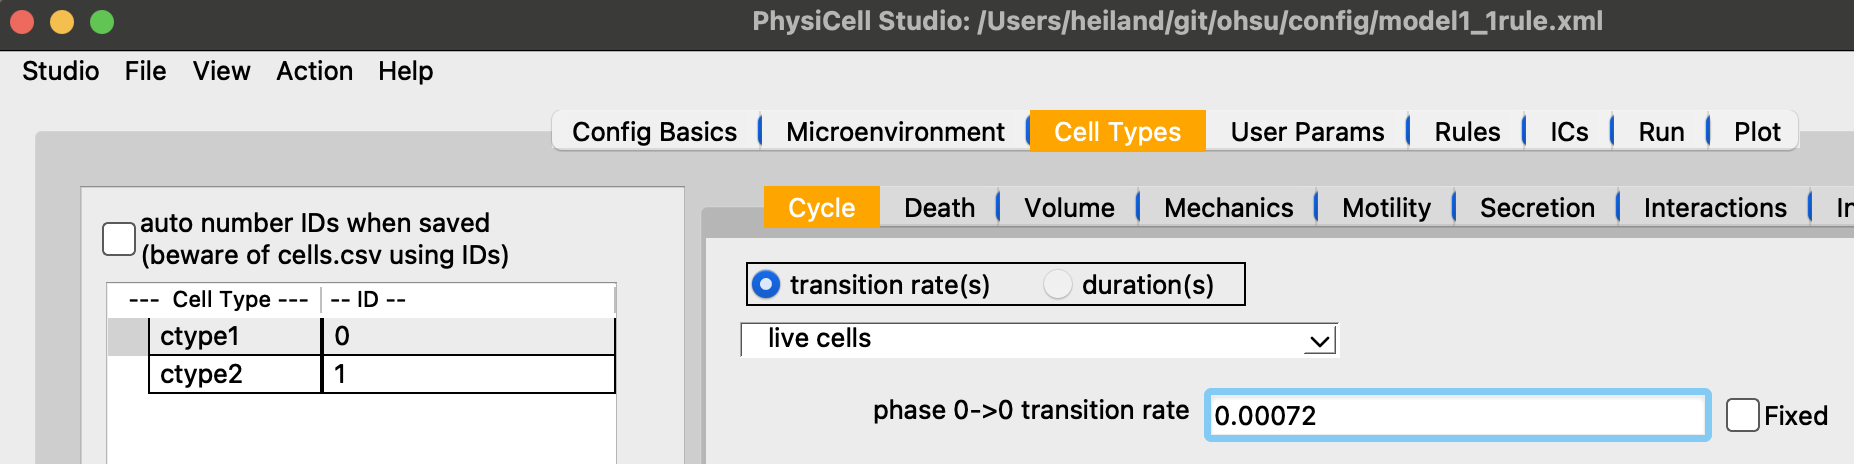 PhysiCell Studio: /Users/heiland/git/ohsu/config/model1_1rule.xml
Studio File View Action Help
Config Basics Microenvironment Cell Types User Params Rules ICs Run Plot
Cycle Death Volume Mechanics Motility Secretion Interactions In
auto number IDs when saved
(beware of cells.csv using IDs)
--- Cell Type --- -- ID --
ctype1 0
ctype2 1
transition rate(s) duration(s)
live cells
phase 0->0 transition rate 0.00072 Fixed